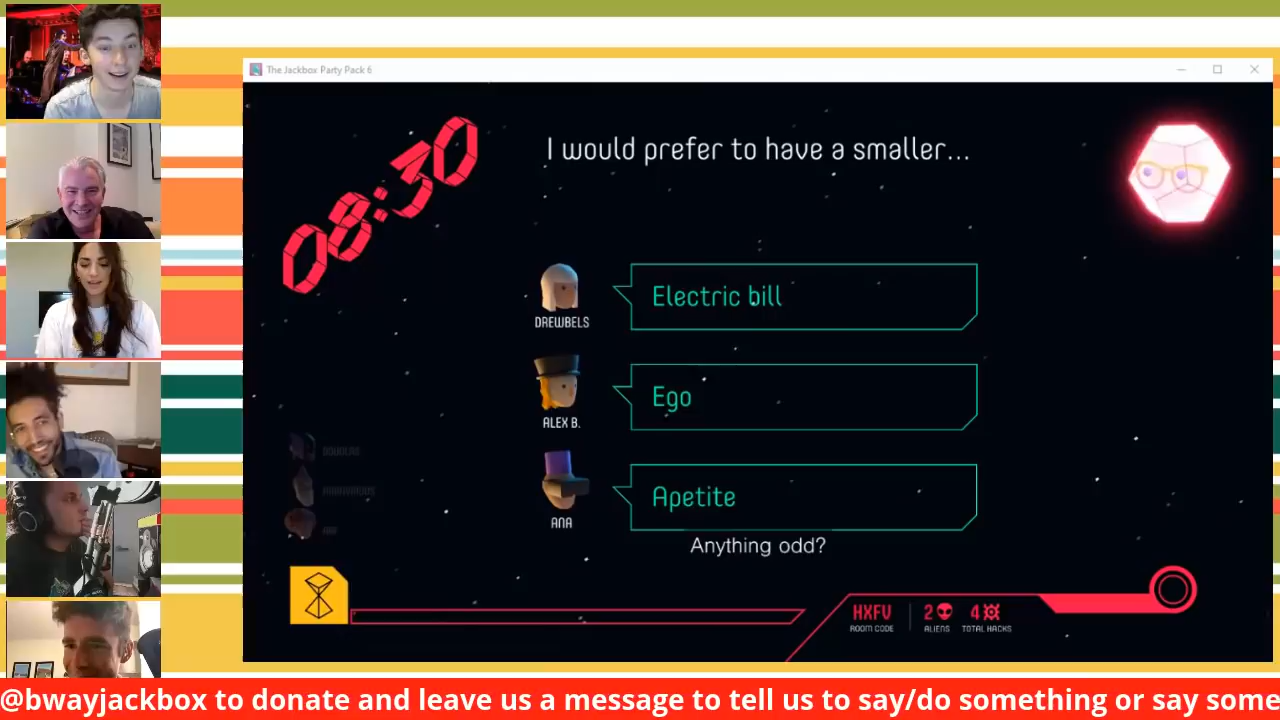 The Jackbox Party Pack 6
08:30
I would prefer to have a smaller...
Electric bill
DREWBELS
Ego
ALEX B.
Apetite
ANA
Anything odd?
HXFU
ROOM CODE
2
ALIENS
4
TOTAL HACKS
@bwayjackbox to donate and leave us a message to tell us to say/do something or say some